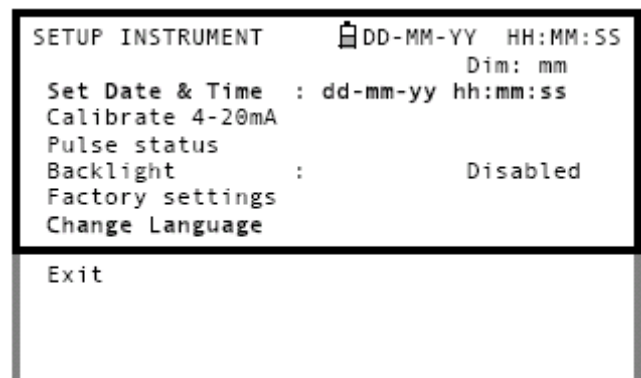 SETUP INSTRUMENT DD-MM-YY HH:MM:SS
Dim: mm
Set Date & Time : dd-mm-yy hh:mm:ss
Calibrate 4-20mA
Pulse status
Backlight : Disabled
Factory settings
Change Language
Exit